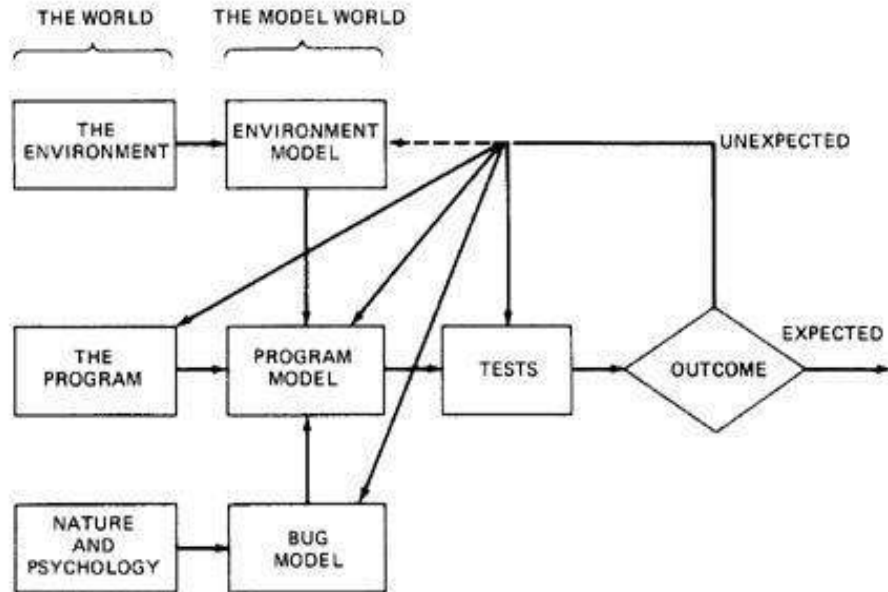 THE WORLD
THE MODEL WORLD
THE
ENVIRONMENT
ENVIRONMENT
MODEL
UNEXPECTED
THE
PROGRAM
PROGRAM
MODEL
TESTS
OUTCOME
EXPECTED
NATURE
AND
PSYCHOLOGY
BUG
MODEL